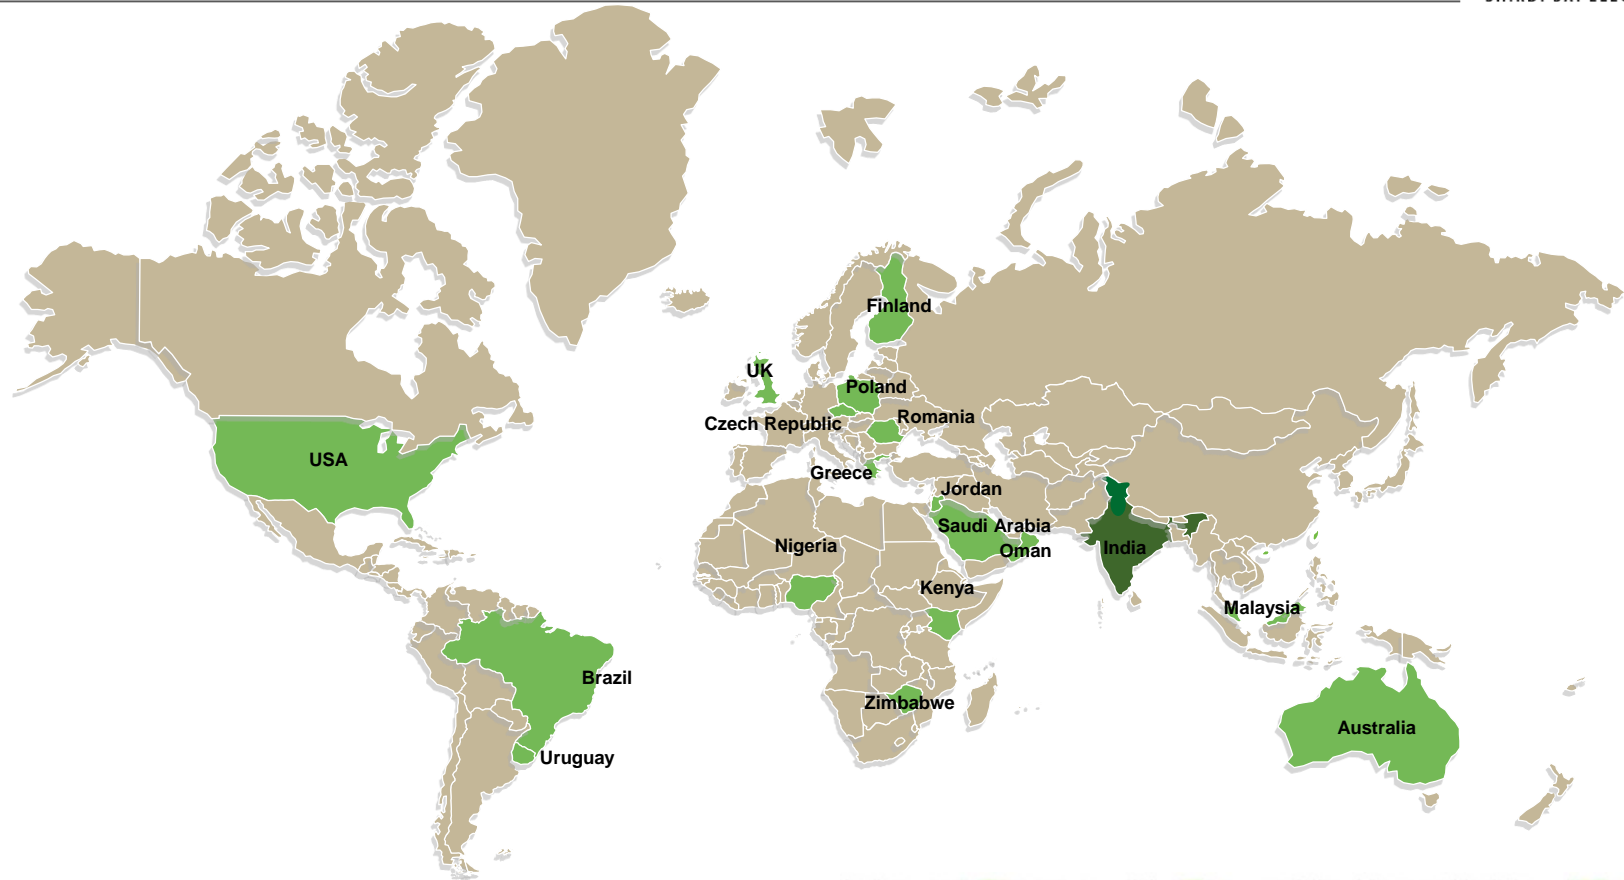 Finland
UK
Poland
Czech Republic
Romania
USA
Greece
Jordan
Saudi Arabia
Nigeria
Oman
India
Kenya
Malaysia
Brazil
Zimbabwe
Australia
Uruguay